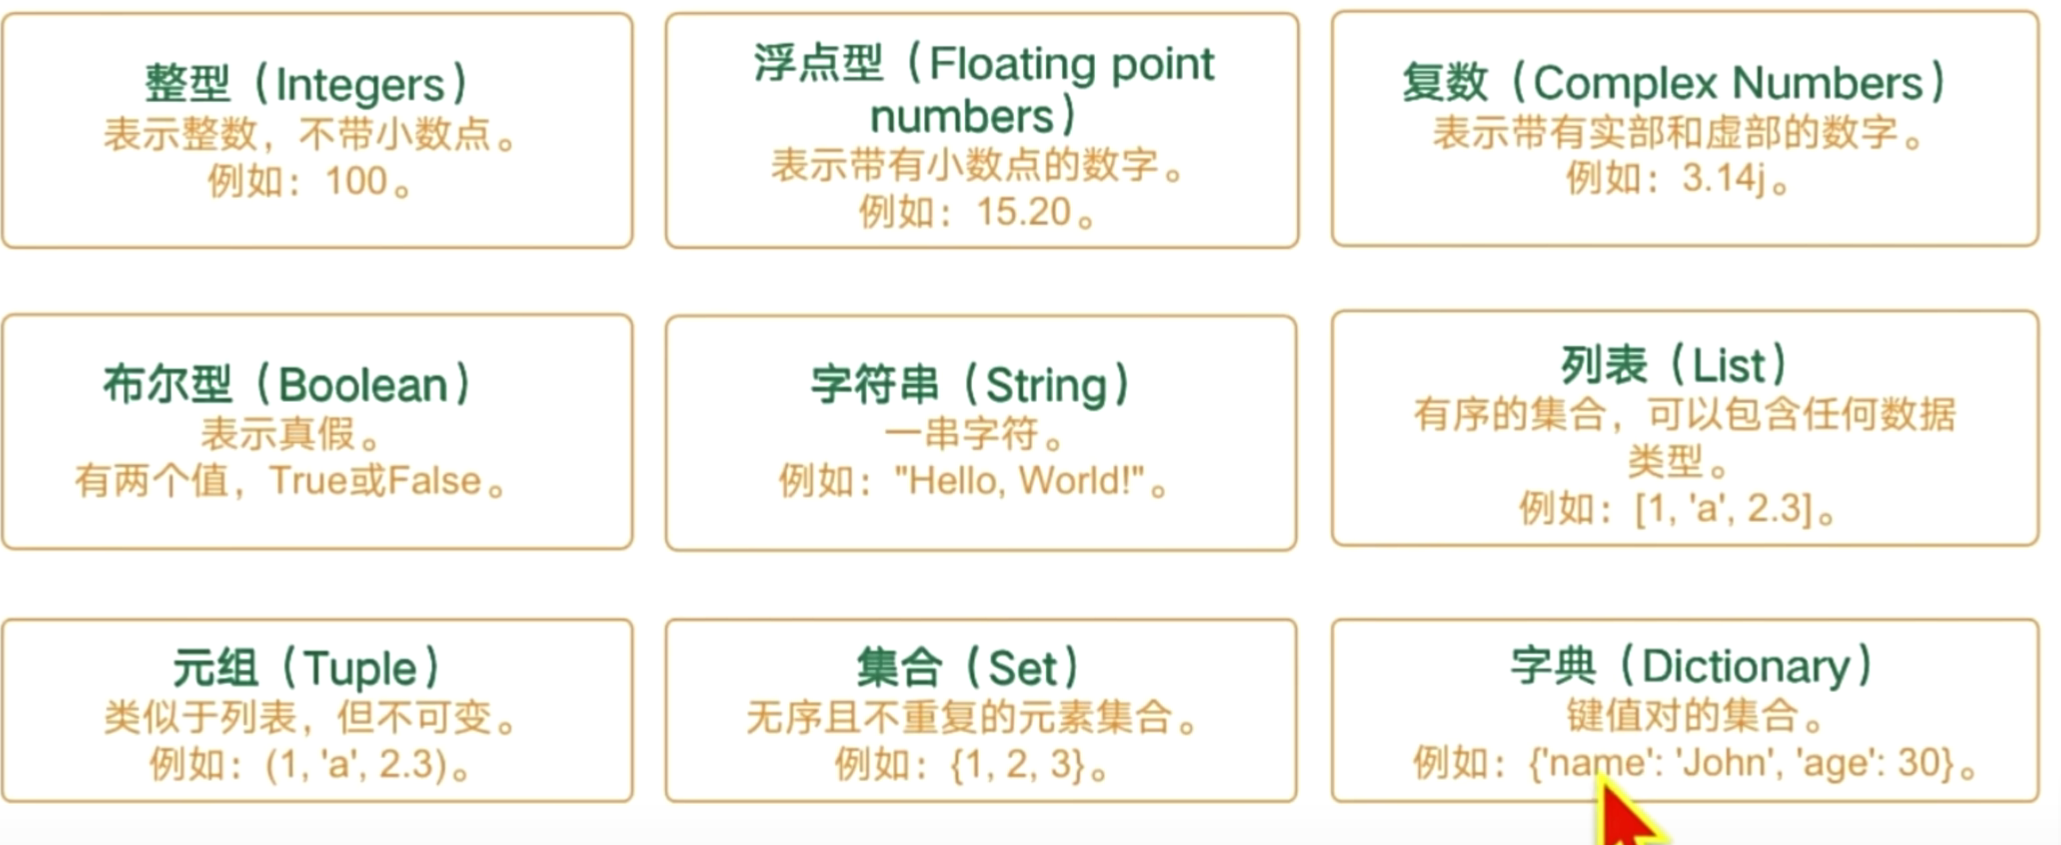 整型（Integers）
表示整数，不带小数点。
例如：100。
浮点型（Floating point
numbers）
表示带有小数点的数字。
例如：15.20。
复数（Complex Numbers）
表示带有实部和虚部的数字。
例如：3.14j。
布尔型（Boolean）
表示真假。
有两个值，True或False。
字符串（String）
一串字符。
例如："Hello, World!"。
列表（List）
有序的集合，可以包含任何数据
类型。
例如：[1, 'a', 2.3]。
元组（Tuple）
类似于列表，但不可变。
例如：(1, 'a', 2.3)。
集合（Set）
无序且不重复的元素集合。
例如：{1, 2, 3}。
字典（Dictionary）
键值对的集合。
例如：{'name': 'John', 'age': 30}。